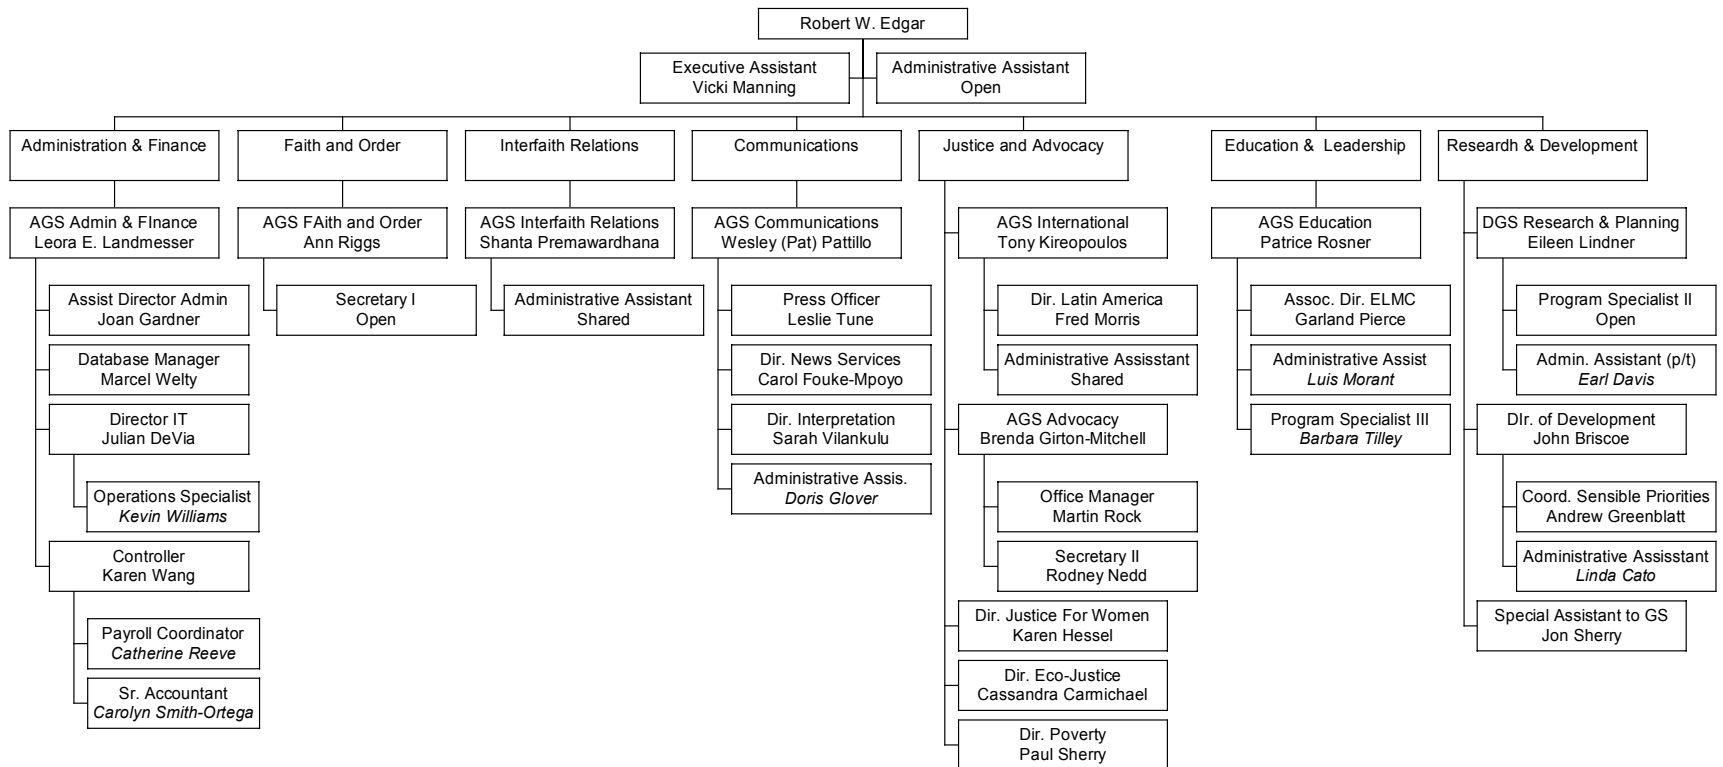 Robert W. Edgar
Executive Assistant
Vicki Manning
Administrative Assistant
Open
Administration & Finance
AGS Admin & FInance
Leora E. Landmesser
Assist Director Admin
Joan Gardner
Database Manager
Marcel Welty
Director IT
Julian DeVia
Operations Specialist
Kevin Williams
Controller
Karen Wang
Payroll Coordinator
Catherine Reeve
Sr. Accountant
Carolyn Smith-Ortega
Faith and Order
AGS FAith and Order
Ann Riggs
Secretary I
Open
Interfaith Relations
AGS Interfaith Relations
Shanta Premawardhana
Administrative Assistant
Shared
Communications
AGS Communications
Wesley (Pat) Pattillo
Press Officer
Leslie Tune
Dir. News Services
Carol Fouke-Mpoyo
Dir. Interpretation
Sarah Vilankulu
Administrative Assis.
Doris Glover
Justice and Advocacy
AGS International
Tony Kireopoulos
Dir. Latin America
Fred Morris
Administrative Assisstant
Shared
AGS Advocacy
Brenda Girton-Mitchell
Office Manager
Martin Rock
Secretary II
Rodney Nedd
Dir. Justice For Women
Karen Hessel
Dir. Eco-Justice
Cassandra Carmichael
Dir. Poverty
Paul Sherry
Education & Leadership
AGS Education
Patrice Rosner
Assoc. Dir. ELMC
Garland Pierce
Administrative Assist
Luis Morant
Program Specialist III
Barbara Tilley
Researdh & Development
DGS Research & Planning
Eileen Lindner
Program Specialist II
Open
Admin. Assistant (p/t)
Earl Davis
DIr. of Development
John Briscoe
Coord. Sensible Priorities
Andrew Greenblatt
Administrative Assisstant
Linda Cato
Special Assistant to GS
Jon Sherry